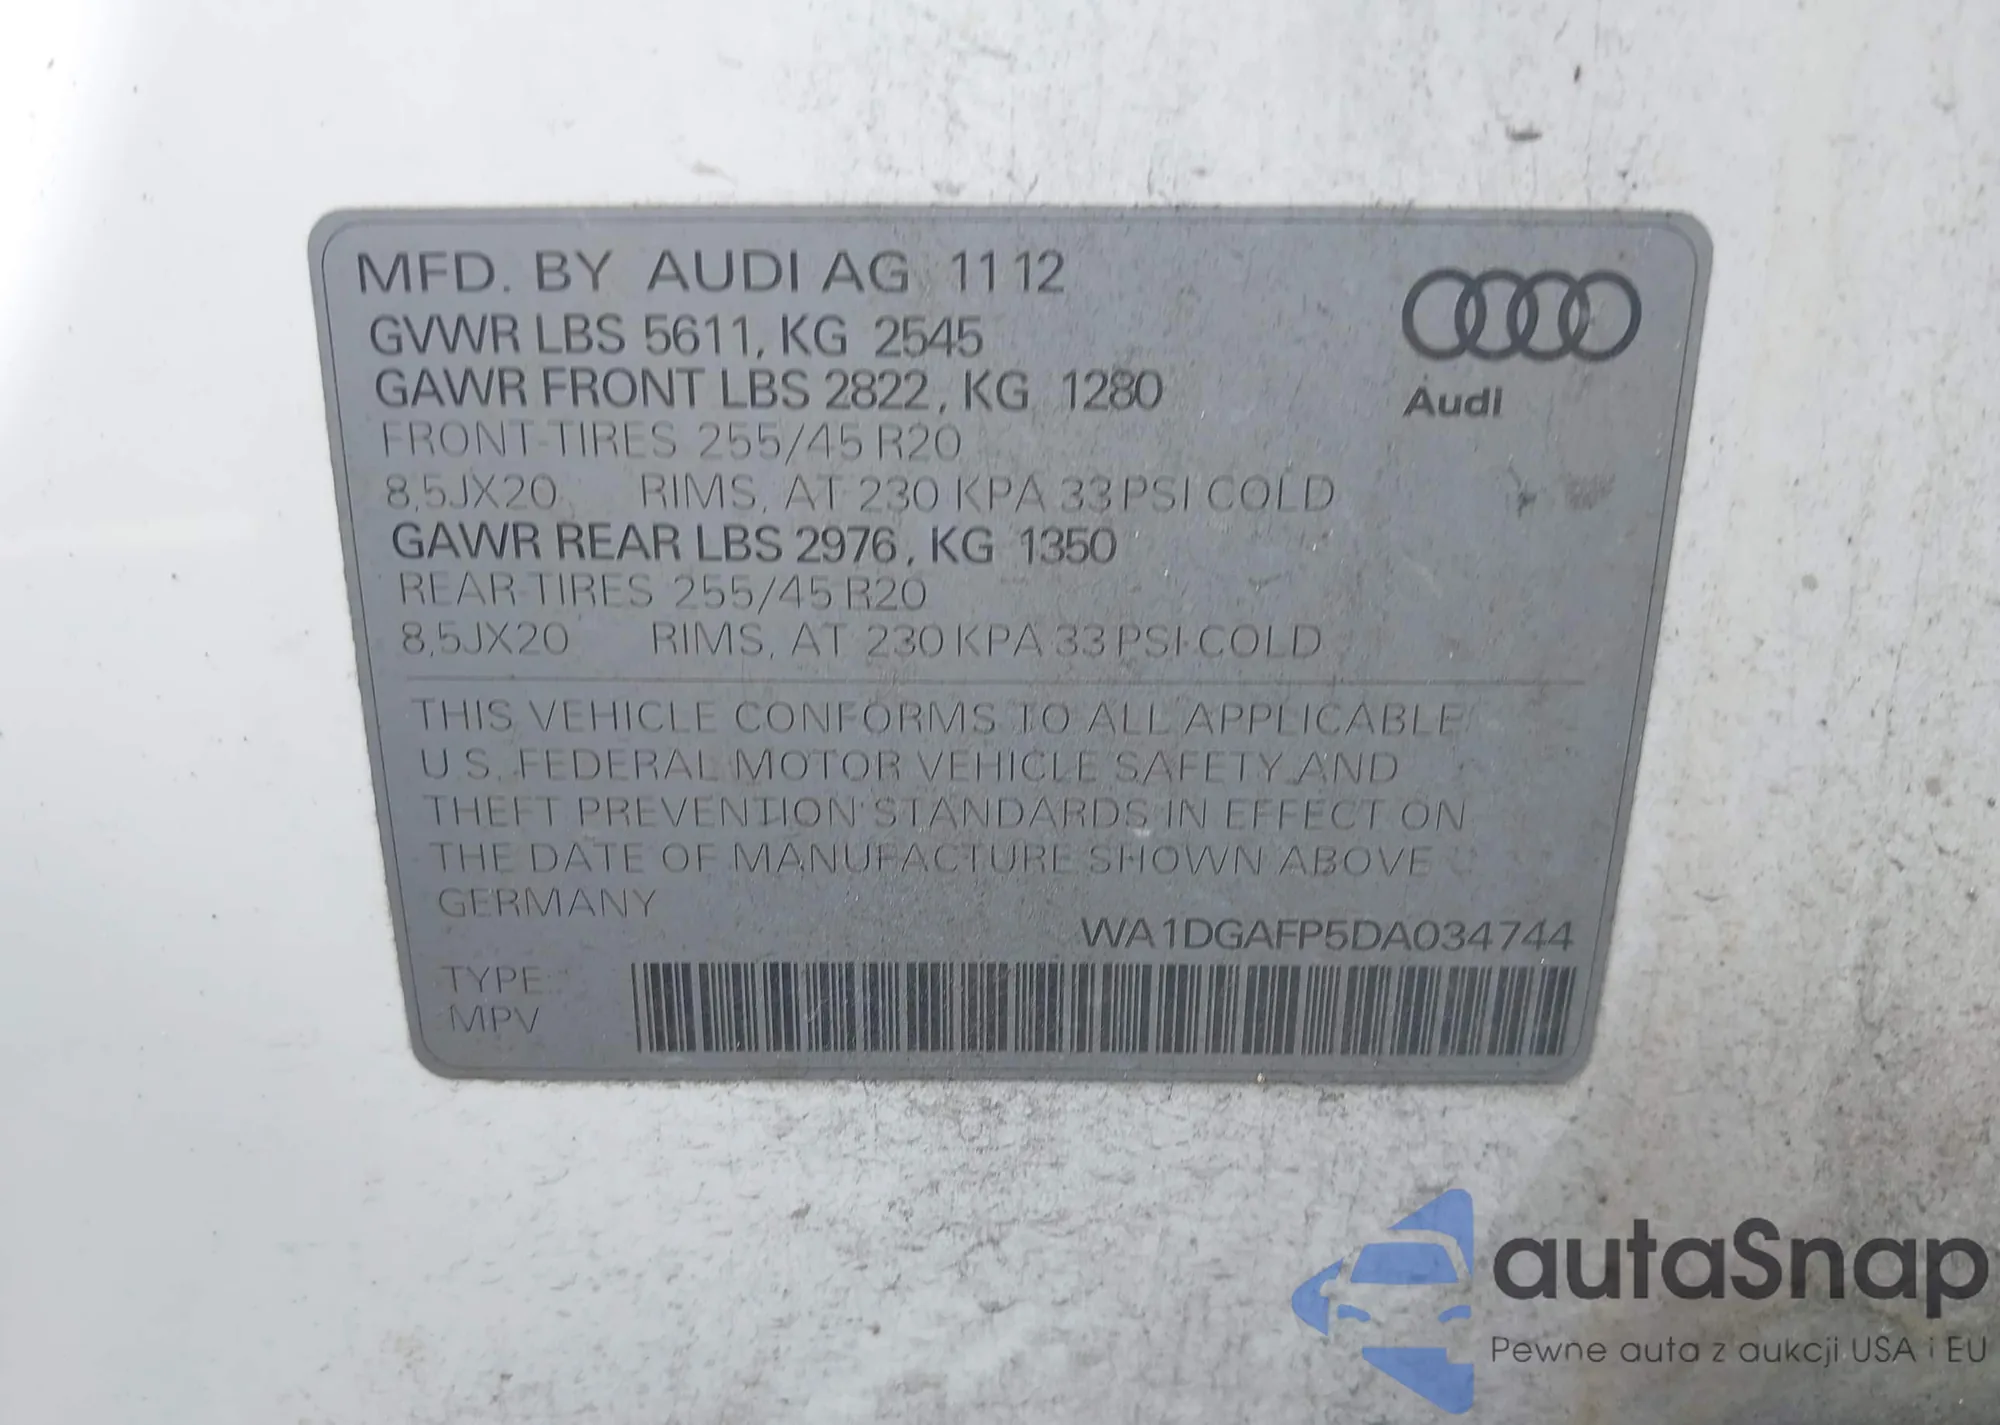 MFD. BY AUDI AG 11 12
GVWR LBS 5611, KG 2545
GAWR FRONT LBS 2822, KG 1280
FRONT-TIRES 255/45 R20
8,5JX20 RIMS, AT 230 KPA 33 PSI COLD
GAWR REAR LBS 2976, KG 1350
REAR-TIRES 255/45 R20
8,5JX20 RIMS, AT 230 KPA 33 PSI COLD
Audi
THIS VEHICLE CONFORMS TO ALL APPLICABLE
U.S. FEDERAL MOTOR VEHICLE SAFETY AND
THEFT PREVENTION STANDARDS IN EFFECT ON
THE DATE OF MANUFACTURE SHOWN ABOVE
GERMANY
WA1DGAFP5DA034744
TYPE:
MPV
autaSnap
Pewne auta z aukcji USA i EU